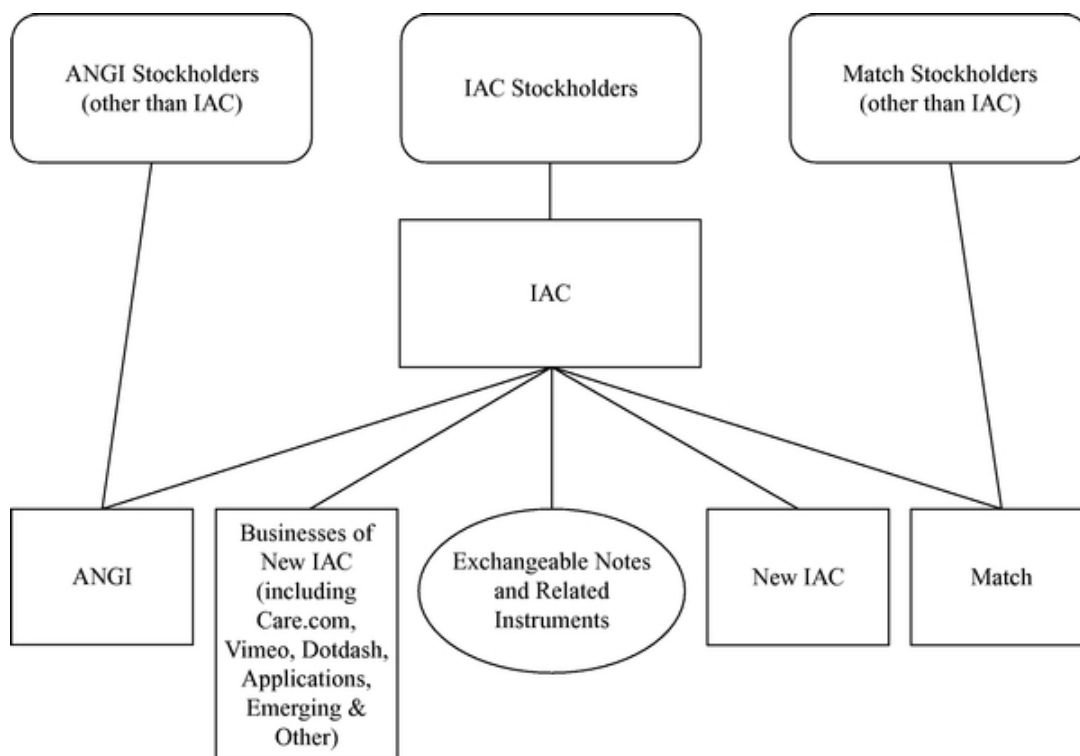 ANGI Stockholders
(other than IAC)
IAC Stockholders
Match Stockholders
(other than IAC)
IAC
ANGI
Businesses of
New IAC
(including
Care.com,
Vimeo, Dotdash,
Applications,
Emerging &
Other)
Exchangeable Notes
and Related
Instruments
New IAC
Match